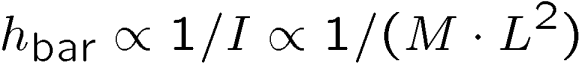 h_bar ∝ 1/I ∝ 1/(M · L²)